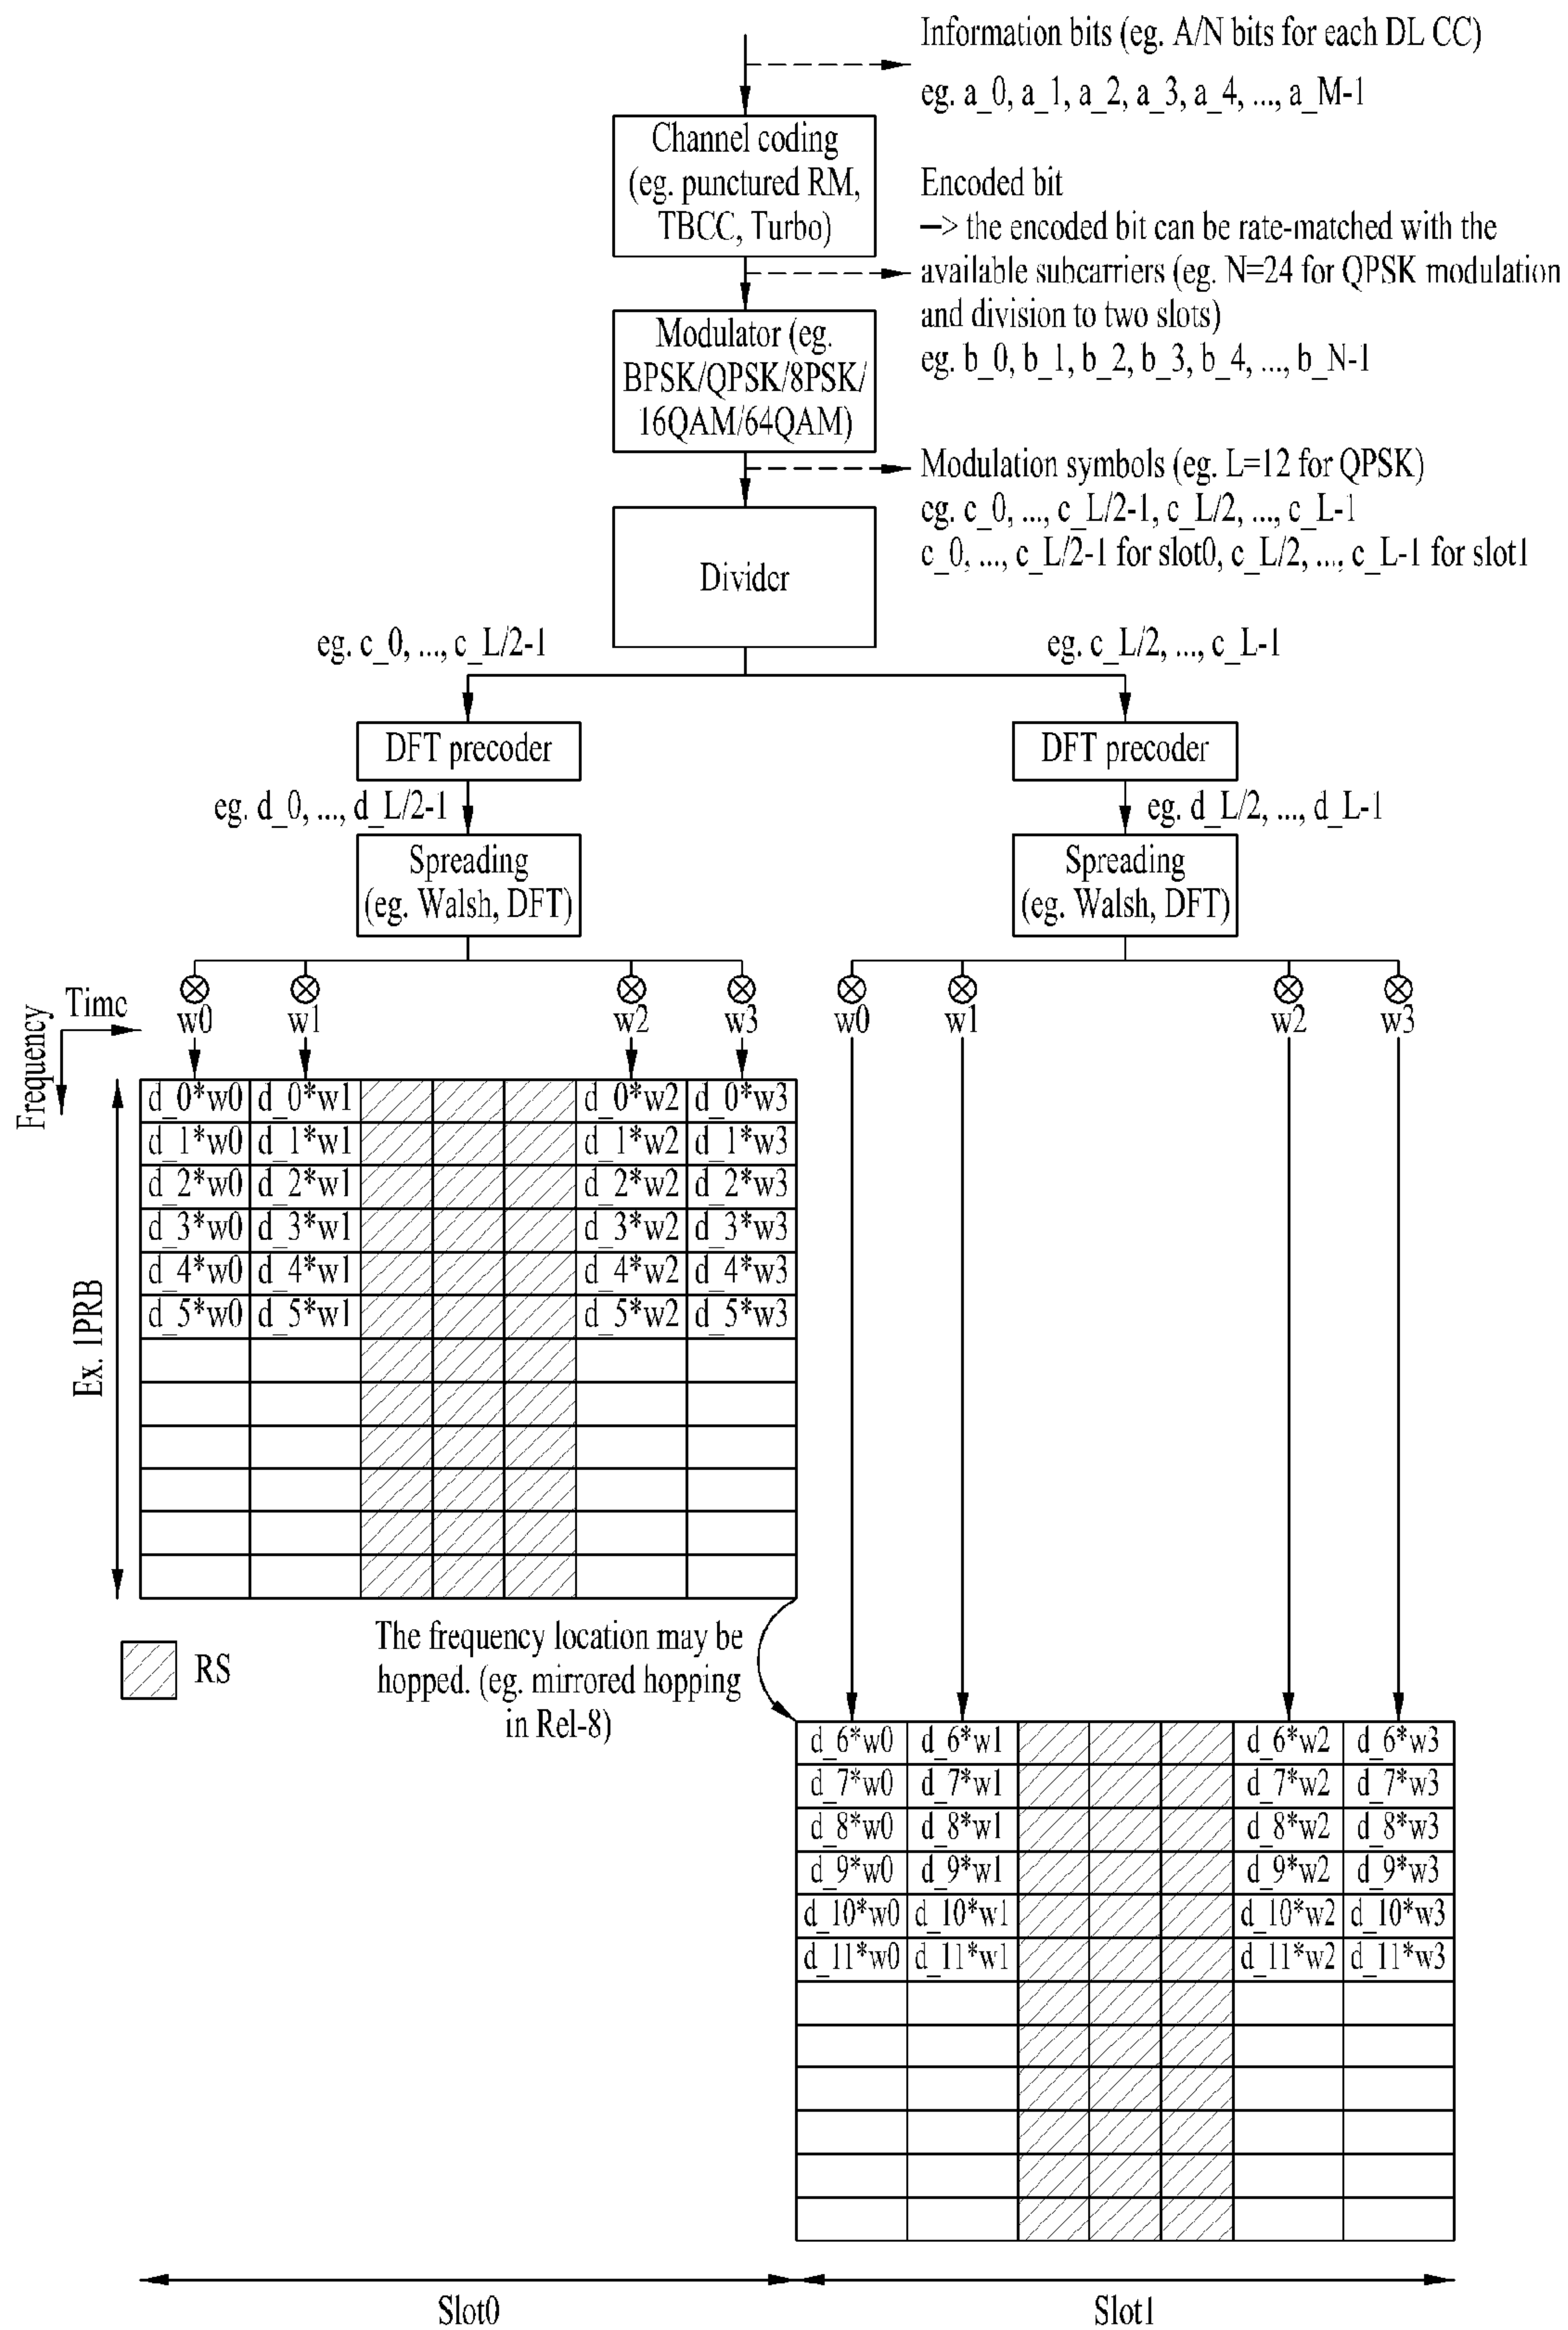 Information bits (eg. A/N bits for each DL CC)
eg. a_0, a_1, a_2, a_3, a_4, ..., a_M-1
Channel coding
(eg. punctured RM,
TBCC, Turbo)
Encoded bit
–> the encoded bit can be rate-matched with the
available subcarriers (eg. N=24 for QPSK modulation
and division to two slots)
eg. b_0, b_1, b_2, b_3, b_4, ..., b_N-1
Modulator (eg.
BPSK/QPSK/8PSK/
16QAM/64QAM)
Modulation symbols (eg. L=12 for QPSK)
eg. c_0, ..., c_L/2-1, c_L/2, ..., c_L-1
c_0, ..., c_L/2-1 for slot0, c_L/2, ..., c_L-1 for slot1
Divider
eg. c_0, ..., c_L/2-1
eg. c_L/2, ..., c_L-1
DFT precoder
DFT precoder
eg. d_0, ..., d_L/2-1
eg. d_L/2, ..., d_L-1
Spreading
(eg. Walsh, DFT)
Spreading
(eg. Walsh, DFT)
Time
Frequency
w0 w1 w2 w3
w0 w1 w2 w3
d_0*w0 d_0*w1 d_0*w2 d_0*w3
d_1*w0 d_1*w1 d_1*w2 d_1*w3
d_2*w0 d_2*w1 d_2*w2 d_2*w3
d_3*w0 d_3*w1 d_3*w2 d_3*w3
d_4*w0 d_4*w1 d_4*w2 d_4*w3
d_5*w0 d_5*w1 d_5*w2 d_5*w3
Ex. 1PRB
RS
The frequency location may be
hopped. (eg. mirrored hopping
in Rel-8)
d_6*w0 d_6*w1 d_6*w2 d_6*w3
d_7*w0 d_7*w1 d_7*w2 d_7*w3
d_8*w0 d_8*w1 d_8*w2 d_8*w3
d_9*w0 d_9*w1 d_9*w2 d_9*w3
d_10*w0 d_10*w1 d_10*w2 d_10*w3
d_11*w0 d_11*w1 d_11*w2 d_11*w3
Slot0
Slot1